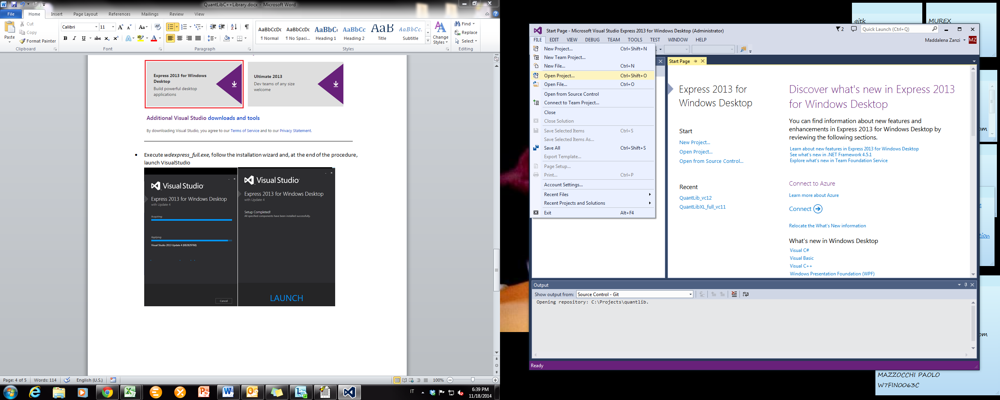 QuantLibC++Library.docx - Microsoft Word
File Home Insert Page Layout References Mailings Review View
Paste
Cut
Copy
Format Painter
Clipboard
Calibri 11
Font
Paragraph
AaBbCcDc AaBbCcDc AaBbC AaBbCc AaB AaBbCc.
¶ Normal ¶ No Spaci... Heading 1 Heading 2 Title Subtitle
Styles
Change
Styles
Find
Replace
Select
Editing
Express 2013 for Windows
Desktop
Build powerful desktop
applications
Ultimate 2013
Dev teams of any size
welcome
Additional Visual Studio downloads and tools
By downloading Visual Studio, you agree to our Terms of Service and to our Privacy Statement.
• Execute wdexpress_full.exe, follow the installation wizard and, at the end of the procedure,
launch VisualStudio
Visual Studio
Express 2013 for Windows Desktop
with Update 4
Acquiring:
Applying:
Visual Studio 2013 Update 4 (KB2829760)
Cancel
Visual Studio
Express 2013 for Windows Desktop
with Update 4
Setup Completed!
All specified components have been installed successfully.
LAUNCH
Page: 4 of 5 Words: 114 English (U.S.) 100%
IT 6:39 PM
11/18/2014
gitk
MUREX
Start Page - Microsoft Visual Studio Express 2013 for Windows Desktop (Administrator)
2 Quick Launch (Ctrl+Q)
FILE EDIT VIEW DEBUG TEAM TOOLS TEST WINDOW HELP
Maddalena Zanzi MZ
New Project... Ctrl+Shift+N
New Team Project...
New File... Ctrl+N
Open Project... Ctrl+Shift+O
Open File... Ctrl+O
Open from Source Control
Connect to Team Project...
Close
Close Solution
Save Selected Items Ctrl+S
Save Selected Items As...
Save All Ctrl+Shift+S
Export Template...
Page Setup...
Print... Ctrl+P
Account Settings...
Recent Files
Recent Projects and Solutions
Exit Alt+F4
Start Page
Express 2013 for
Windows Desktop
Start
New Project...
Open Project...
Open from Source Control...
Recent
QuantLib_vc12
QuantLibXL_full_vc11
Discover what's new in Express 2013
for Windows Desktop
You can find information about new features and
enhancements in Express 2013 for Windows Desktop by
reviewing the following sections.
Learn about new features in Express 2013 for Windows Desktop
See what's new in .NET Framework 4.5.1
Explore what's new in Team Foundation Service
Connect to Azure
Learn more about Azure
Connect
Relocate the What's New information
What's new in Windows Desktop
Visual C#
Visual Basic
Visual C++
Windows Presentation Foundation (WPF)
Output
Show output from: Source Control - Git
Opening repository: C:\Projects\quantlib.
Ready
om
tion
om
MAZZOCCHI PAOLO
W7FIN0063C